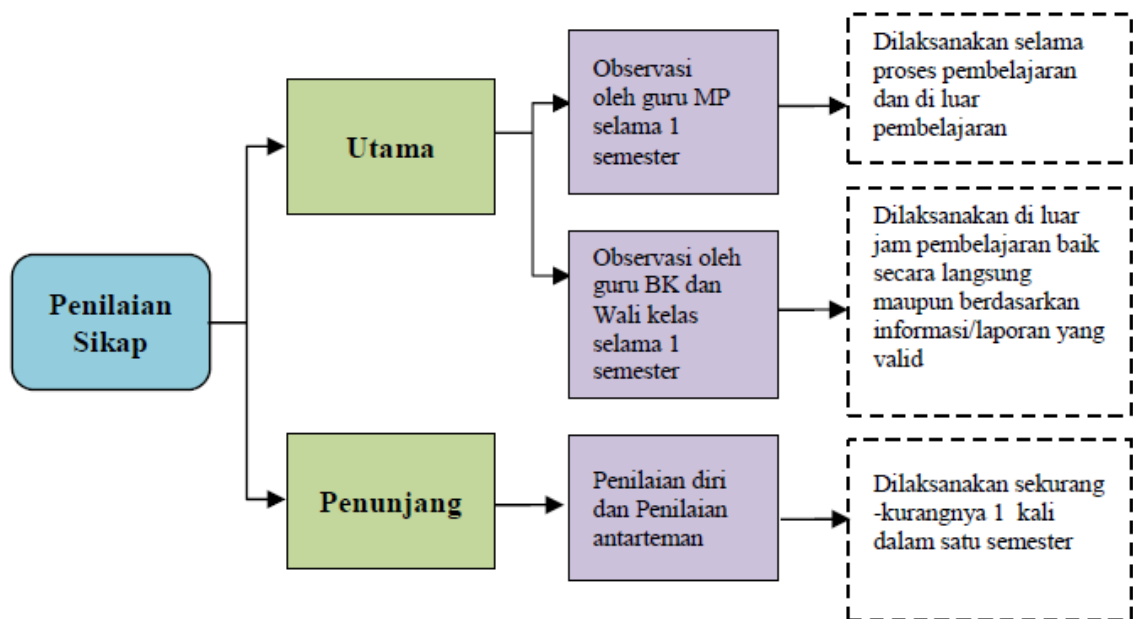 Penilaian
Sikap
Utama
Observasi
oleh guru MP
selama 1
semester
Dilaksanakan selama
proses pembelajaran
dan di luar
pembelajaran
Observasi oleh
guru BK dan
Wali kelas
selama 1
semester
Dilaksanakan di luar
jam pembelajaran baik
secara langsung
maupun berdasarkan
informasi/laporan yang
valid
Penunjang
Penilaian diri
dan Penilaian
antarteman
Dilaksanakan sekurang
-kurangnya 1 kali
dalam satu semester